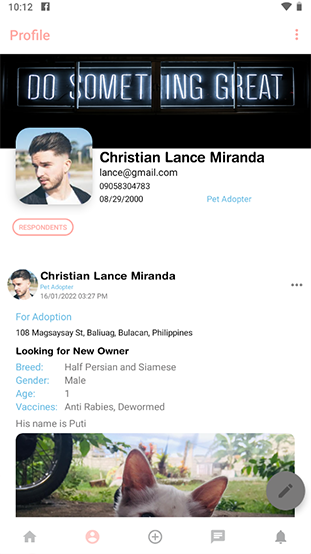 10:12
Profile
DO SOMETHING GREAT
Christian Lance Miranda
lance@gmail.com
09058304783
08/29/2000 Pet Adopter
RESPONDENTS
Christian Lance Miranda
Pet Adopter
16/01/2022 03:27 PM
For Adoption
108 Magsaysay St, Baliuag, Bulacan, Philippines
Looking for New Owner
Breed: Half Persian and Siamese
Gender: Male
Age: 1
Vaccines: Anti Rabies, Dewormed
His name is Puti